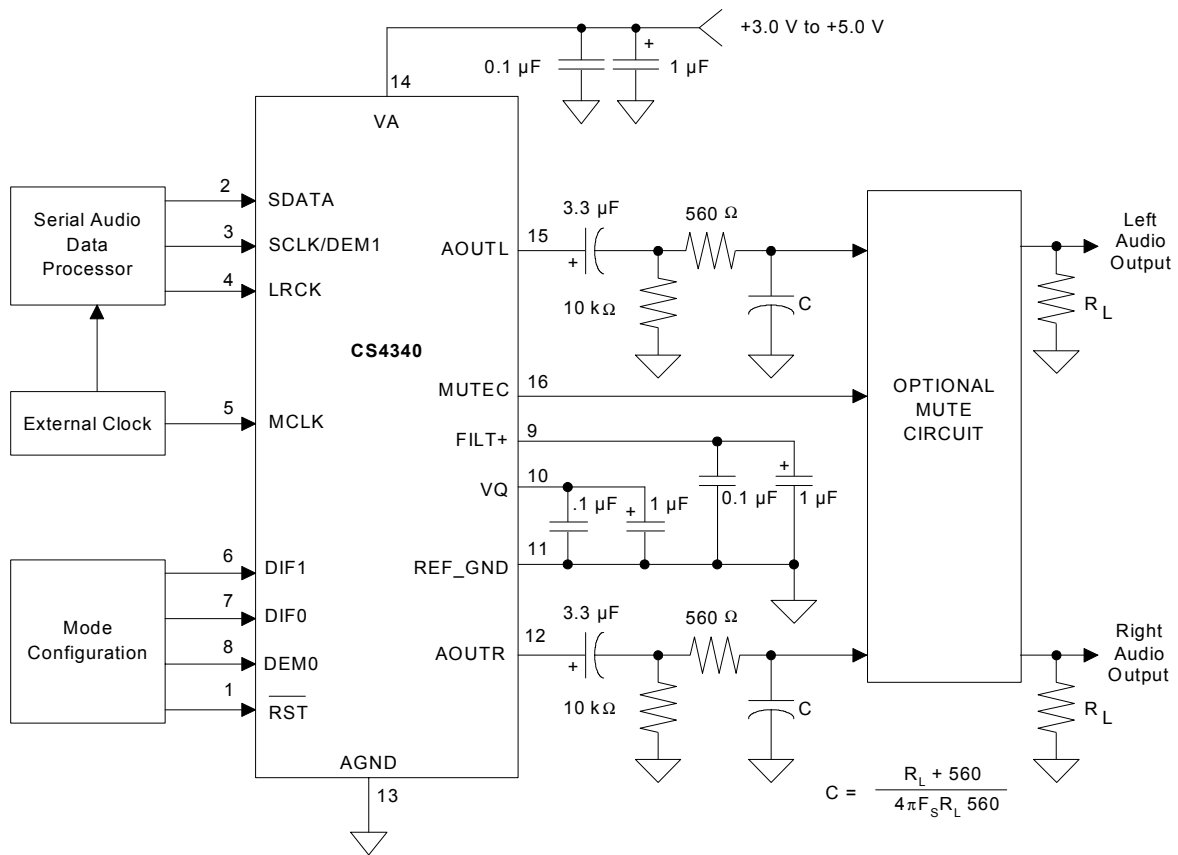 +3.0 V to +5.0 V
0.1 µF
+
1 µF
14
VA
Serial Audio
Data
Processor
2
SDATA
3
SCLK/DEM1
4
LRCK
External Clock
5
MCLK
CS4340
Mode
Configuration
6
DIF1
7
DIF0
8
DEM0
1
RST
AGND
13
AOUTL
15
3.3 µF
+
560 Ω
10 kΩ
C
MUTEC
16
FILT+
9
0.1 µF
+
1 µF
VQ
10
.1 µF
+
1 µF
REF_GND
11
AOUTR
12
3.3 µF
+
560 Ω
10 kΩ
C
OPTIONAL
MUTE
CIRCUIT
Left
Audio
Output
RL
Right
Audio
Output
RL
C =
RL + 560
4πFSRL 560